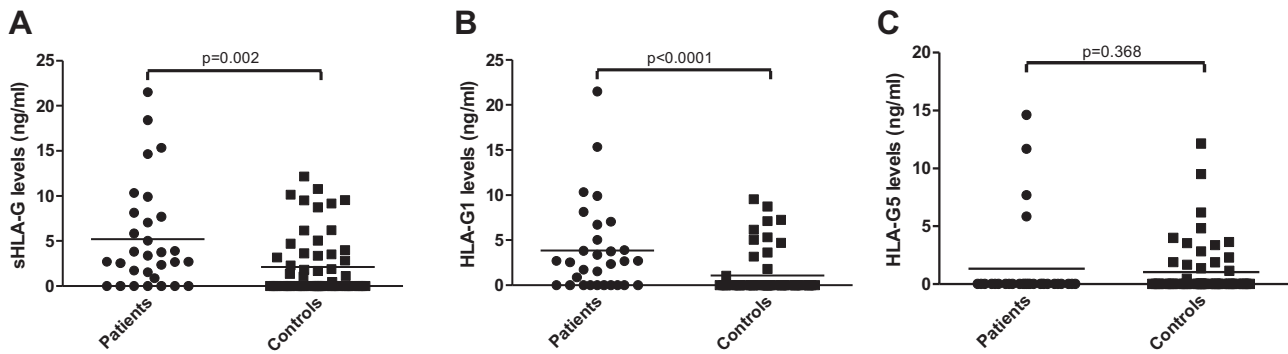 A
sHLA-G levels (ng/ml)
25
20
15
10
5
0
p=0.002
Patients
Controls
B
HLA-G1 levels (ng/ml)
25
20
15
10
5
0
p<0.0001
Patients
Controls
C
HLA-G5 levels (ng/ml)
20
15
10
5
0
p=0.368
Patients
Controls